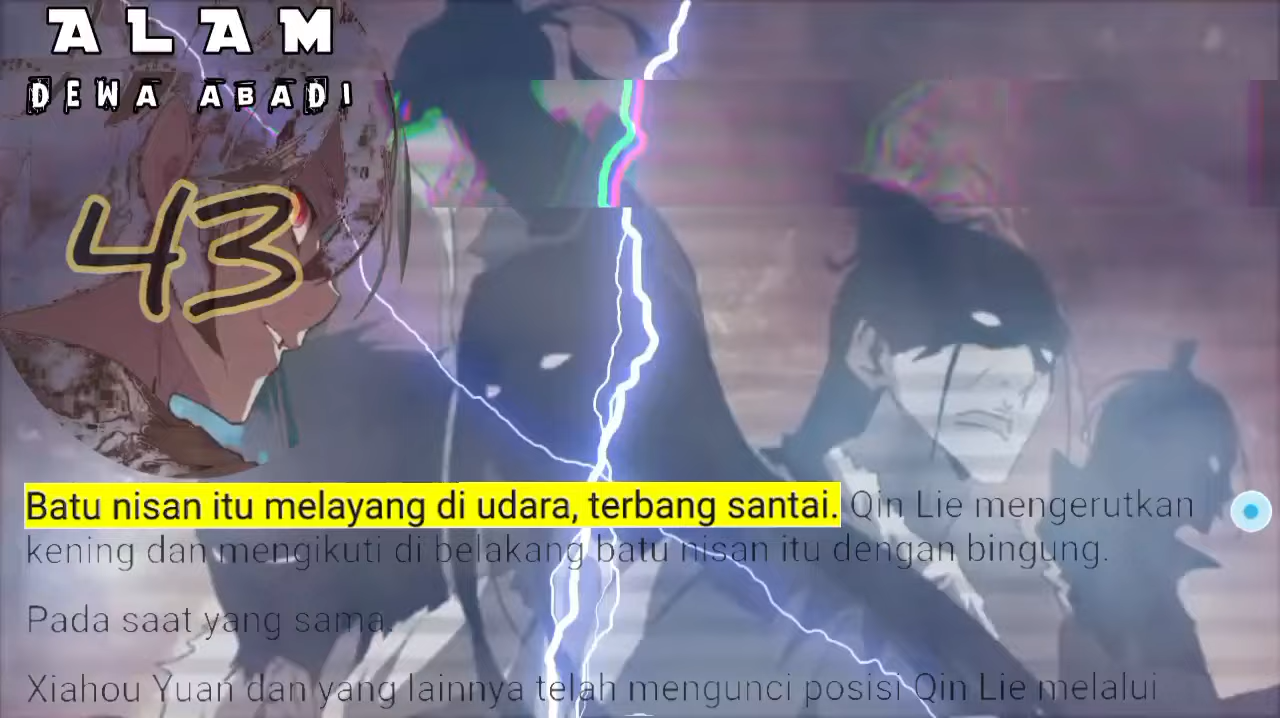 ALAM
DEWA ABADI
43
Batu nisan itu melayang di udara, terbang santai. Qin Lie mengerutkan
kening dan mengikuti di belakang batu nisan itu dengan bingung.
Pada saat yang sama.
Xiahou Yuan dan yang lainnya telah mengunci posisi Qin Lie melalui